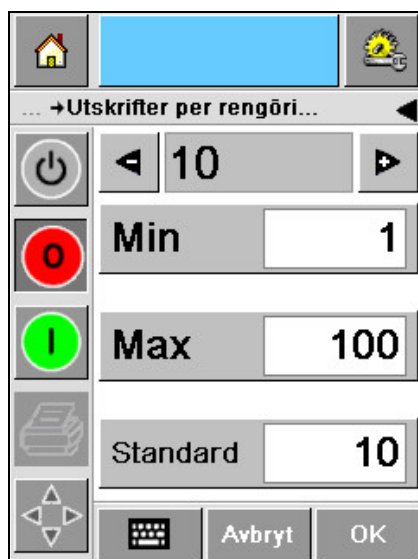 ... →Utskrifter per rengöri...
10
Min 1
Max 100
Standard 10
Avbryt OK